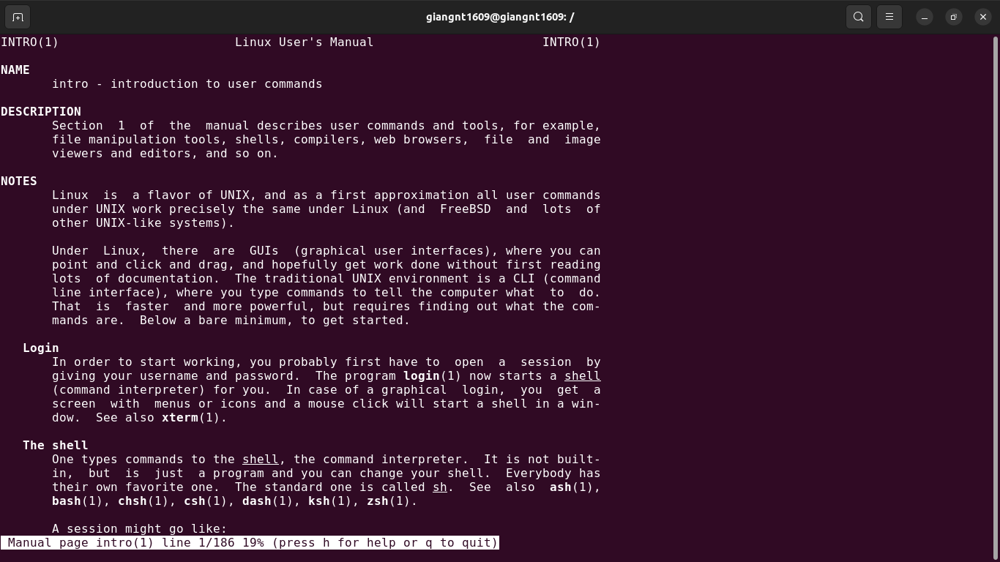 giangnt1609@giangnt1609: /
INTRO(1)                        Linux User's Manual                       INTRO(1)
NAME
       intro - introduction to user commands
DESCRIPTION
       Section  1  of  the  manual describes user commands and tools, for example,
       file manipulation tools, shells, compilers, web browsers,  file  and  image
       viewers and editors, and so on.
NOTES
       Linux  is  a flavor of UNIX, and as a first approximation all user commands
       under UNIX work precisely the same under Linux (and  FreeBSD  and  lots  of
       other UNIX-like systems).
       Under  Linux,  there  are  GUIs  (graphical user interfaces), where you can
       point and click and drag, and hopefully get work done without first reading
       lots  of documentation.  The traditional UNIX environment is a CLI (command
       line interface), where you type commands to tell the computer what  to  do.
       That  is  faster  and more powerful, but requires finding out what the com-
       mands are.  Below a bare minimum, to get started.
   Login
       In order to start working, you probably first have to  open  a  session  by
       giving your username and password.  The program login(1) now starts a shell
       (command interpreter) for you.  In case of a graphical  login,  you  get  a
       screen  with  menus or icons and a mouse click will start a shell in a win-
       dow.  See also xterm(1).
   The shell
       One types commands to the shell, the command interpreter.  It is not built-
       in,  but  is  just  a program and you can change your shell.  Everybody has
       their own favorite one.  The standard one is called sh.  See  also  ash(1),
       bash(1), chsh(1), csh(1), dash(1), ksh(1), zsh(1).
       A session might go like:
 Manual page intro(1) line 1/186 19% (press h for help or q to quit)